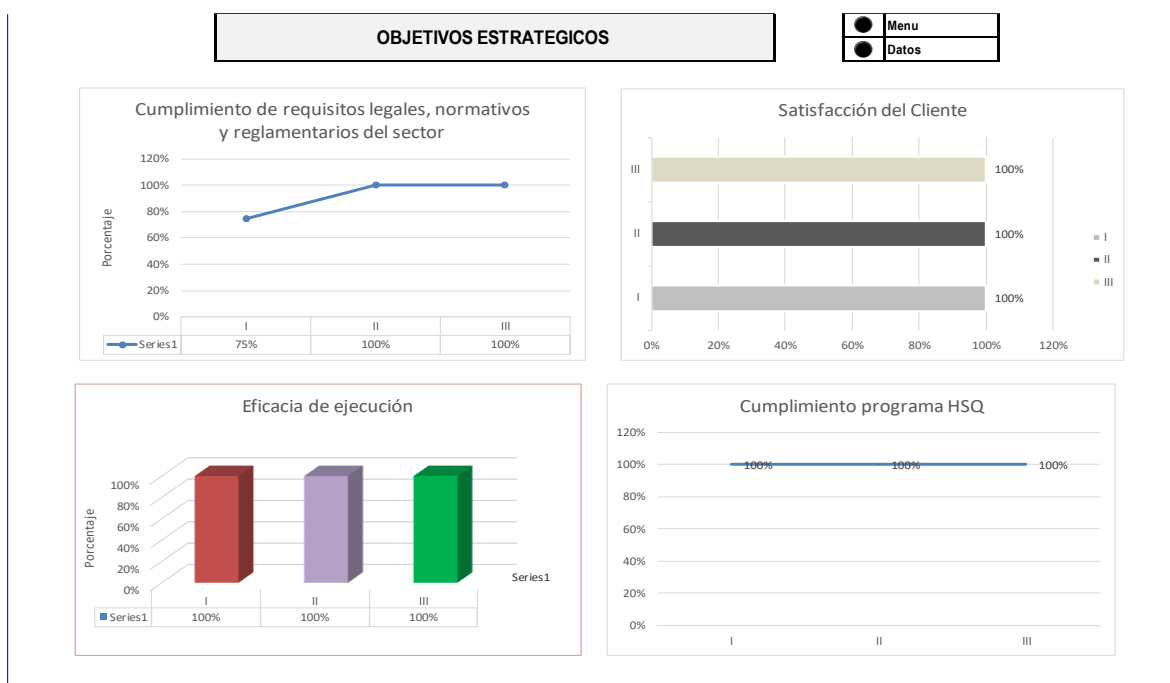 OBJETIVOS ESTRATEGICOS
Menu
Datos
Cumplimiento de requisitos legales, normativos
y reglamentarios del sector
120%
100%
80%
60%
40%
20%
0%
Porcentaje
I II III
Series1 75% 100% 100%
Satisfacción del Cliente
III 100%
II 100%
I 100%
0% 20% 40% 60% 80% 100% 120%
I
II
III
Eficacia de ejecución
100%
80%
60%
40%
20%
0%
Porcentaje
Series1
I II III
Series1 100% 100% 100%
Cumplimiento programa HSQ
120%
100% 100% 100% 100%
80%
60%
40%
20%
0%
I II III